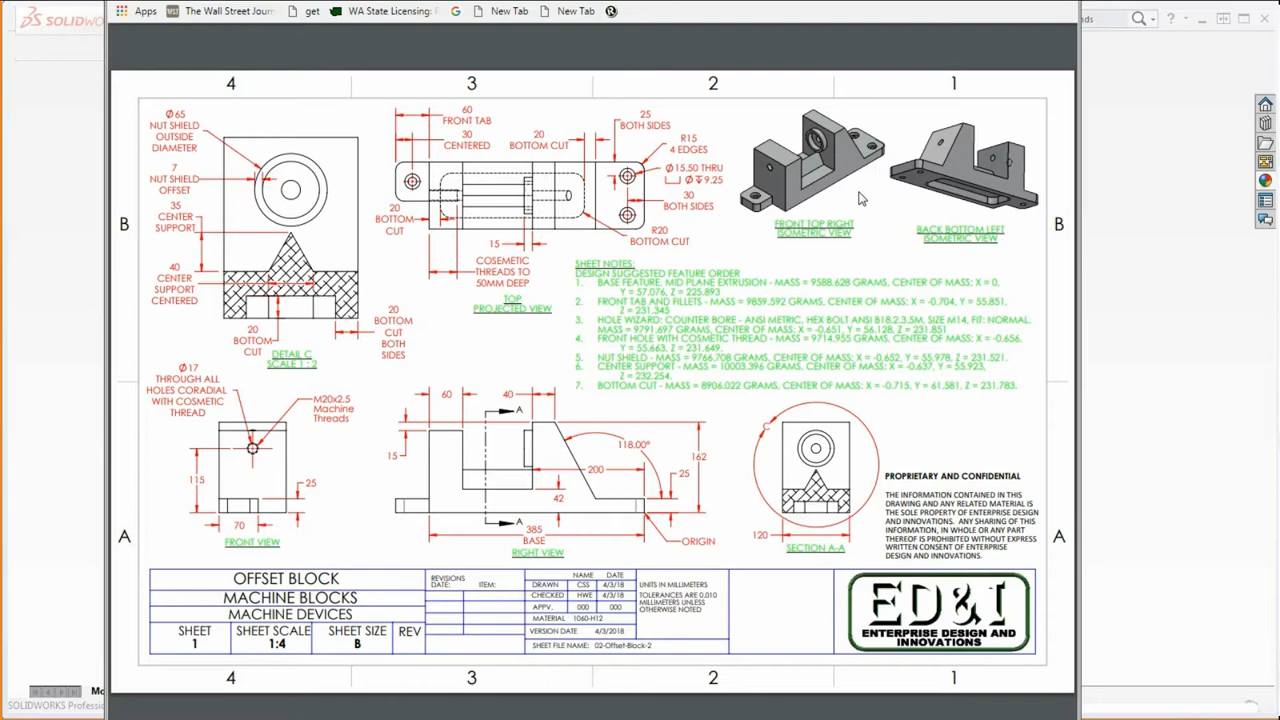 SOLIDWO
Apps
The Wall Street Jour
get
WA State Licensing:
New Tab
New Tab
4
3
2
1
B
B
A
A
Ø65
NUT SHIELD
OUTSIDE
DIAMETER
7
NUT SHIELD
OFFSET
35
CENTER
SUPPORT
40
CENTER
SUPPORT
CENTERED
20
BOTTOM
CUT
20
BOTTOM
CUT
BOTH
SIDES
DETAIL C
SCALE 1 : 2
60
FRONT TAB
30
CENTERED
20
BOTTOM CUT
25
BOTH SIDES
R15
4 EDGES
Ø15.50 THRU
30
BOTH SIDES
R20
BOTTOM CUT
20
BOTTOM
CUT
15
COSEMETIC
THREADS TO
50MM DEEP
TOP
PROJECTED VIEW
FRONT TOP RIGHT
ISOMETRIC VIEW
BACK BOTTOM LEFT
ISOMETRIC VIEW
SHEET NOTES:
DESIGN SUGGESTED FEATURE ORDER
1. BASE FEATURE, MID PLANE EXTRUSION - MASS = 9588.628 GRAMS, CENTER OF MASS: X = 0,
Y = 57.076, Z = 225.893
2. FRONT TAB AND FILLETS - MASS = 9859.592 GRAMS, CENTER OF MASS: X = -0.704, Y = 55.851,
Z = 231.345
3. HOLE WIZARD: COUNTER BORE - ANSI METRIC, HEX BOLT ANSI B18.2.3.5M, SIZE M14, FIT: NORMAL.
MASS = 9791.697 GRAMS, CENTER OF MASS: X = -0.651, Y = 56.128, Z = 231.851
4. FRONT HOLE WITH COSMETIC THREAD - MASS = 9714.955 GRAMS, CENTER OF MASS: X = -0.656,
Y = 55.663, Z = 231.649.
5. NUT SHIELD - MASS = 9766.708 GRAMS, CENTER OF MASS: X = -0.652, Y = 55.978, Z = 231.521.
6. CENTER SUPPORT - MASS = 10003.396 GRAMS, CENTER OF MASS: X = -0.637, Y = 55.923,
Z = 232.254.
7. BOTTOM CUT - MASS = 8906.022 GRAMS, CENTER OF MASS: X = -0.715, Y = 61.581, Z = 231.783.
Ø17
THROUGH ALL
HOLES CORADIAL
WITH COSMETIC
THREAD
M20x2.5
Machine
Threads
115
25
70
FRONT VIEW
60
40
A
15
118.00°
200
162
25
42
A
385
BASE
ORIGIN
RIGHT VIEW
C
120
SECTION A-A
PROPRIETARY AND CONFIDENTIAL
THE INFORMATION CONTAINED IN THIS
DRAWING AND ANY RELATED MATERIAL IS
THE SOLE PROPERTY OF ENTERPRISE DESIGN
AND INNOVATIONS. ANY SHARING OF THIS
INFORMATION, IN WHOLE OR ANY PART
THEREOF IS PROHIBITED WITHOUT EXPRESS
WRITTEN CONSENT OF ENTERPRISE
DESIGN AND INNOVATIONS.
OFFSET BLOCK
MACHINE BLOCKS
MACHINE DEVICES
SHEET
1
SHEET SCALE
1:4
SHEET SIZE
B
REV
REVISIONS
DATE: ITEM:
NAME DATE
DRAWN CSS 4/3/18
CHECKED HWE 4/3/18
APPV. 000 000
MATERIAL 1060-H12
VERSION DATE 4/3/2018
SHEET FILE NAME: 02-Offset-Block-2
UNITS IN MILLIMETERS
TOLERANCES ARE 0.010
MILLIMETERS UNLESS
OTHERWISE NOTED
ED&I
ENTERPRISE DESIGN AND
INNOVATIONS
4
3
2
1
Mo
SOLIDWORKS Professio